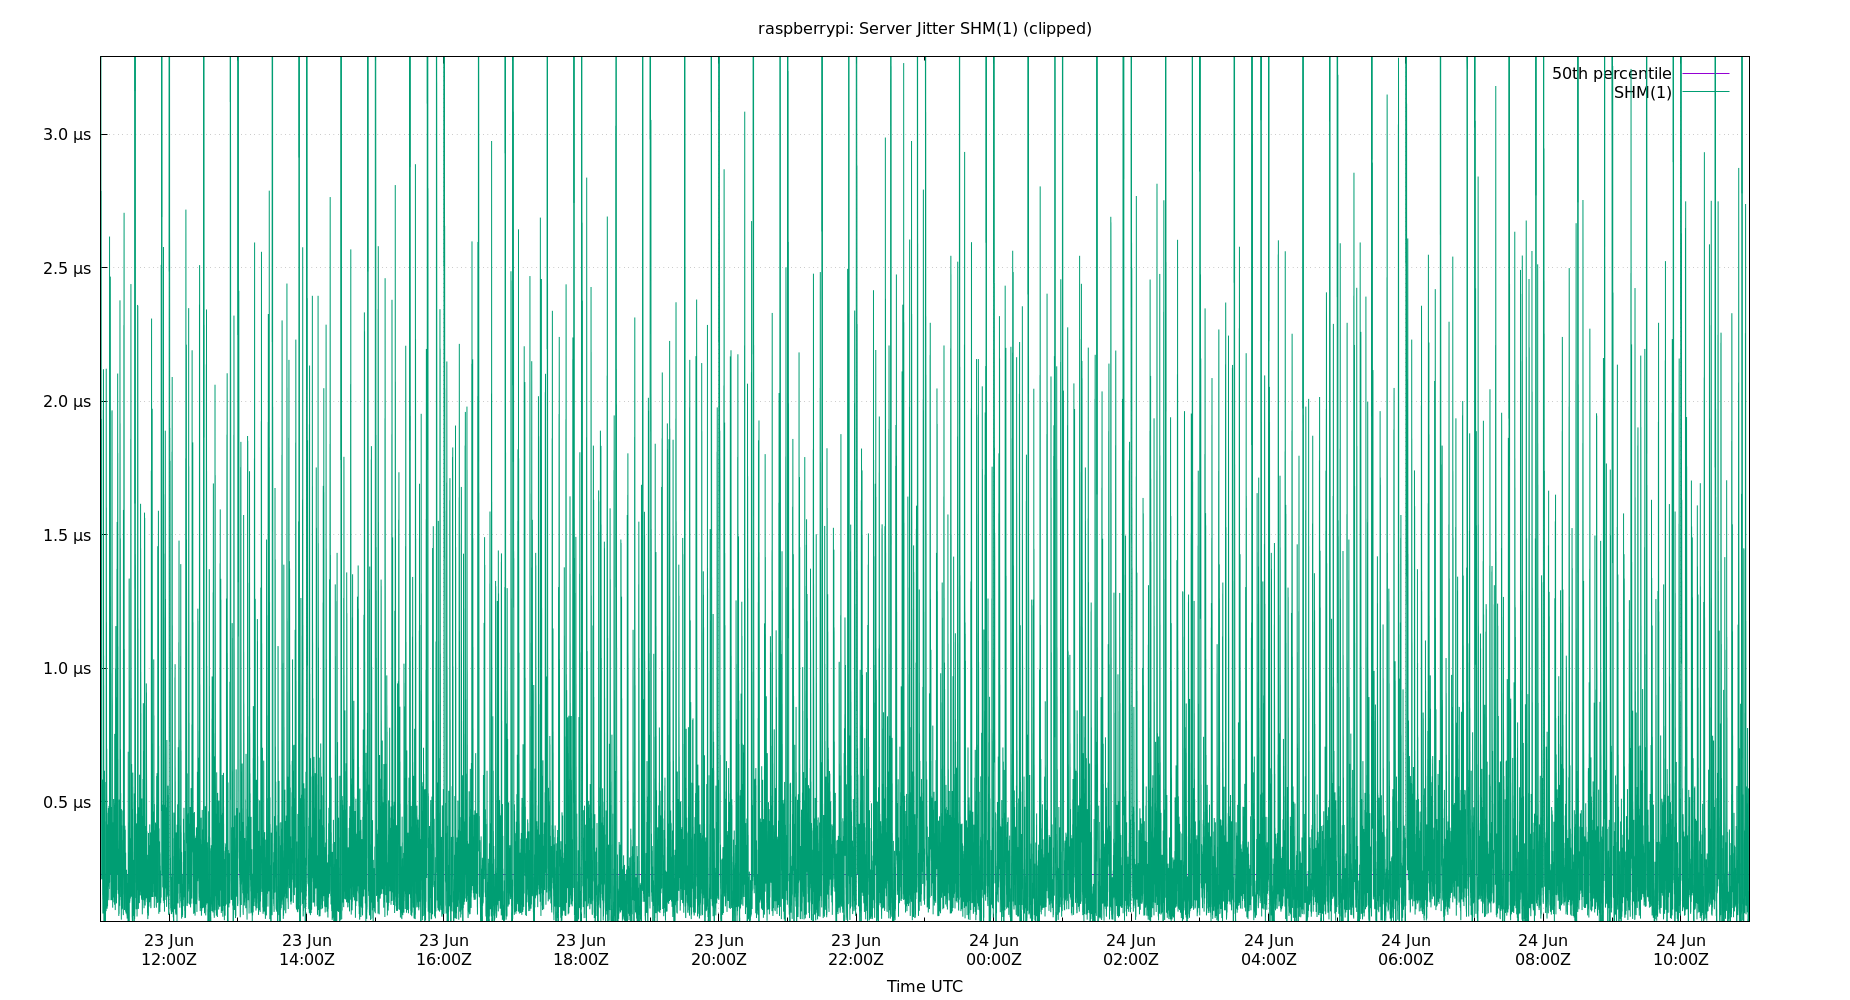 raspberrypi: Server Jitter SHM(1) (clipped)
50th percentile
SHM(1)
3.0 µs
2.5 µs
2.0 µs
1.5 µs
1.0 µs
0.5 µs
23 Jun 23 Jun 23 Jun 23 Jun 23 Jun 23 Jun 24 Jun 24 Jun 24 Jun 24 Jun 24 Jun 24 Jun
12:00Z 14:00Z 16:00Z 18:00Z 20:00Z 22:00Z 00:00Z 02:00Z 04:00Z 06:00Z 08:00Z 10:00Z
Time UTC